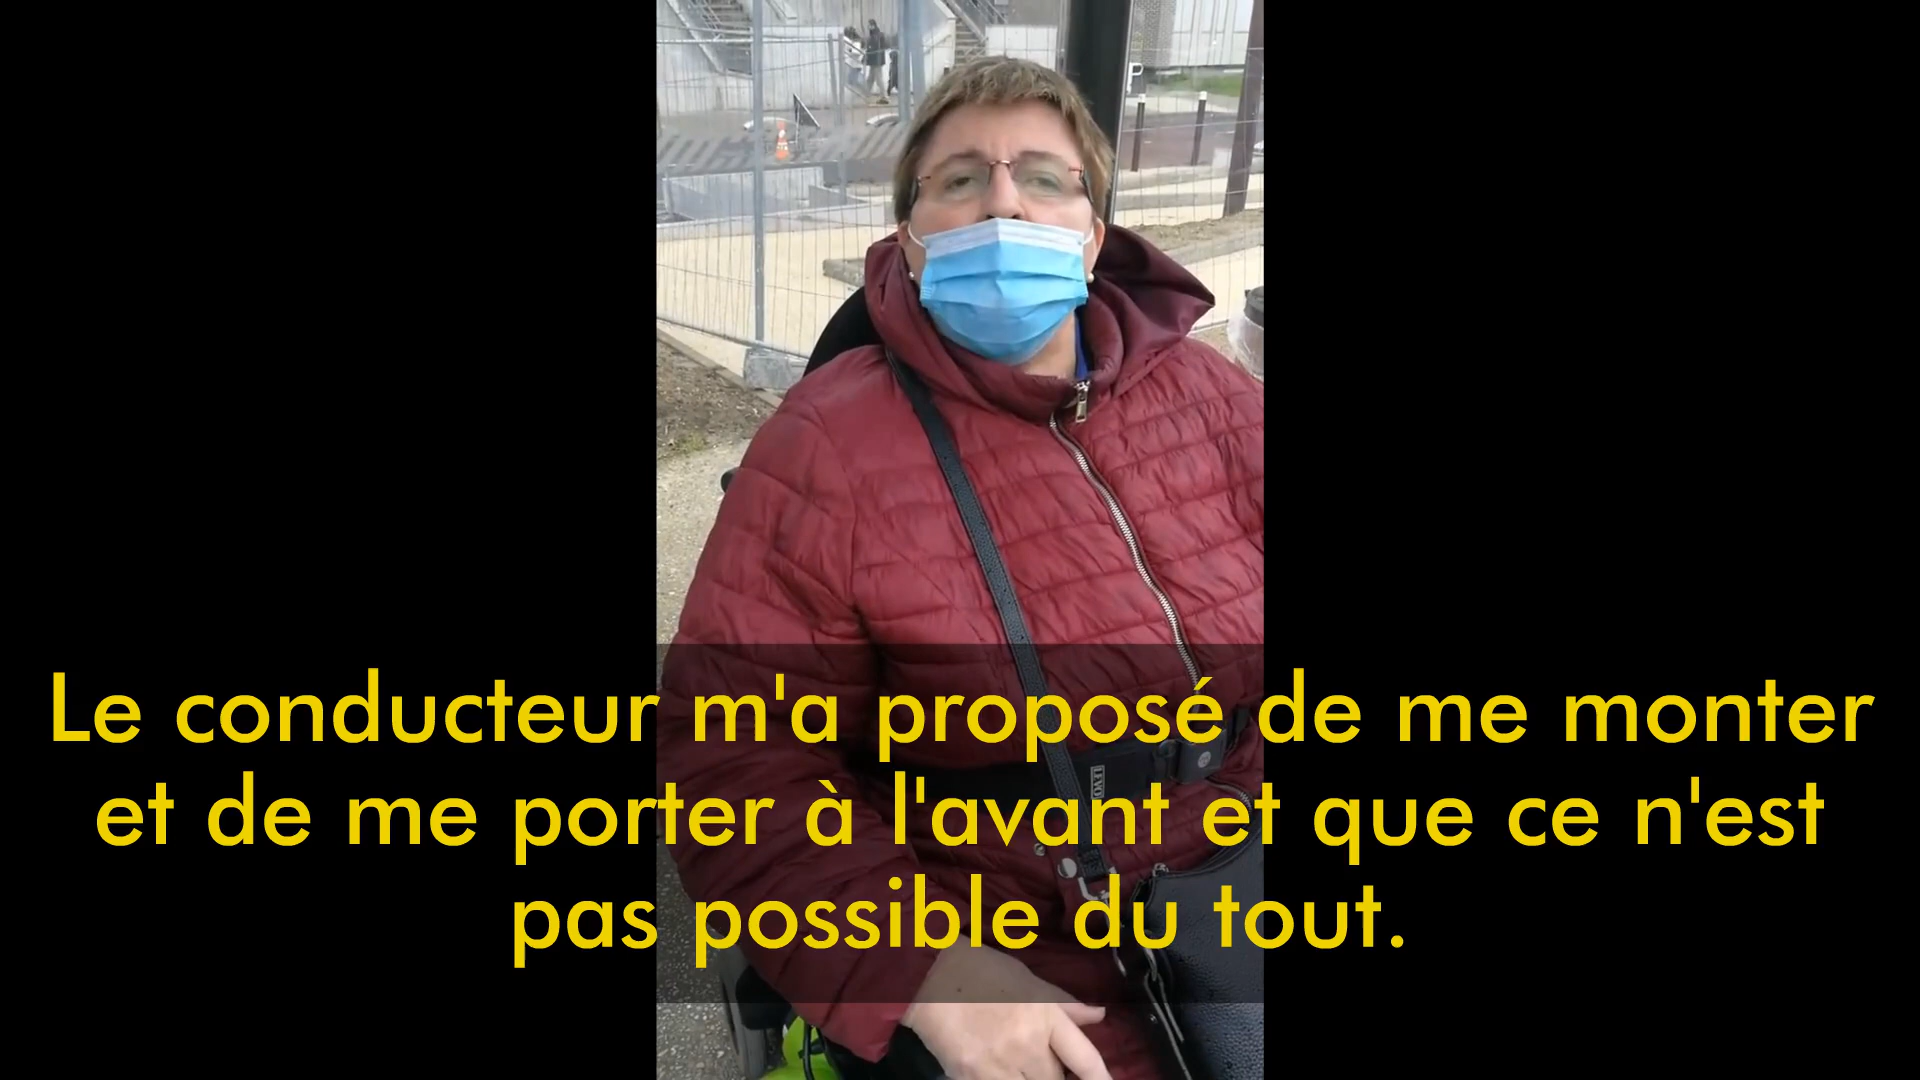 Le conducteur m'a proposé de me monter
et de me porter à l'avant et que ce n'est
pas possible du tout.
LEVO